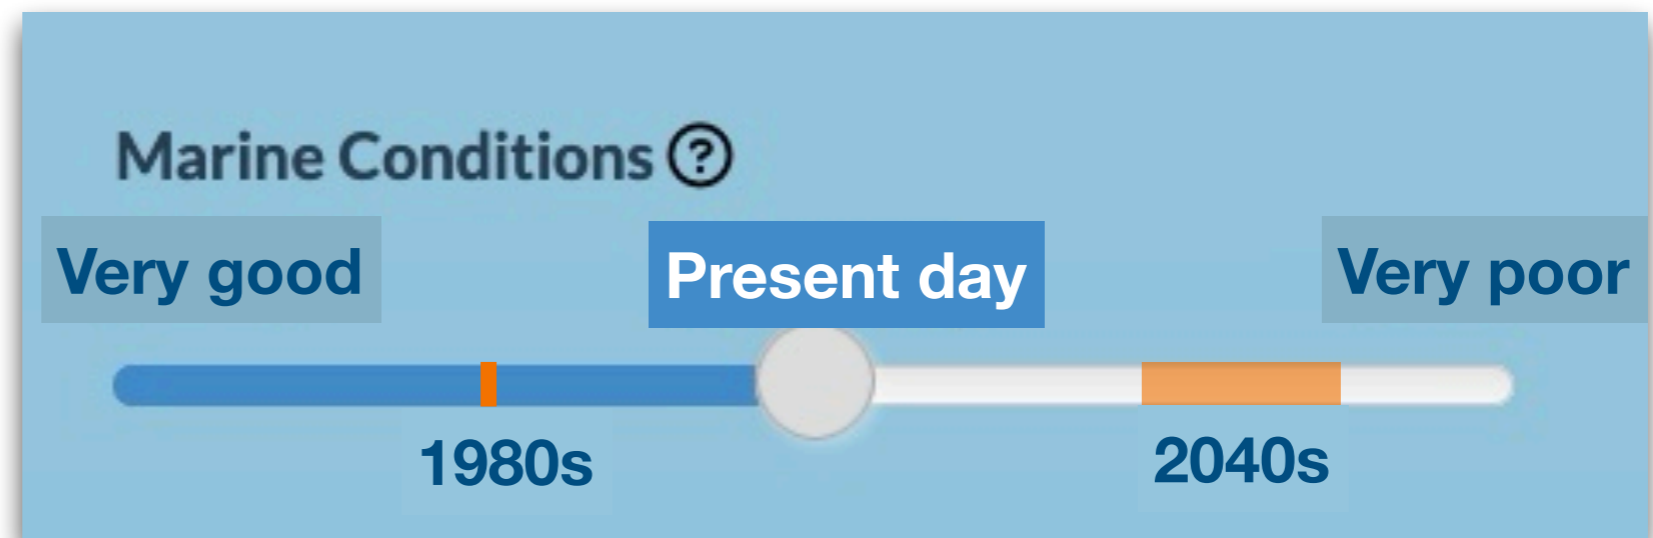 Marine Conditions ?
Very good
Present day
Very poor
1980s
2040s